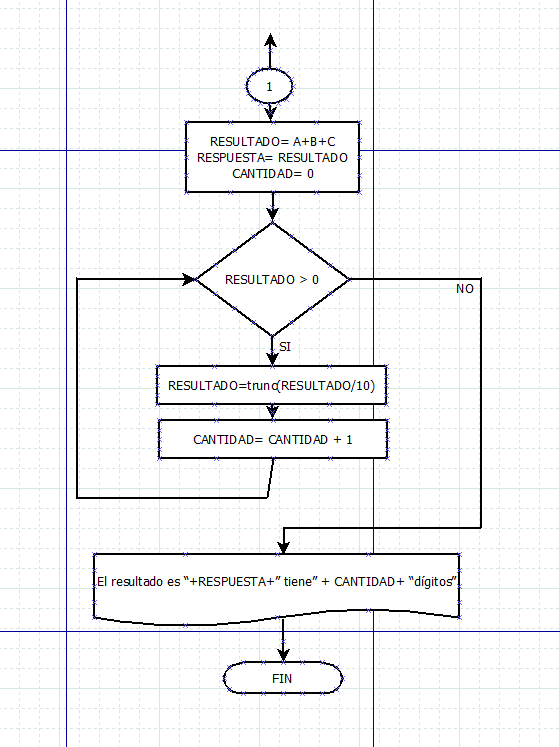 1
RESULTADO= A+B+C
RESPUESTA= RESULTADO
CANTIDAD= 0
RESULTADO > 0
NO
SI
RESULTADO=trunc(RESULTADO/10)
CANTIDAD= CANTIDAD + 1
El resultado es “+RESPUESTA+” tiene” + CANTIDAD+ “dígitos”
FIN